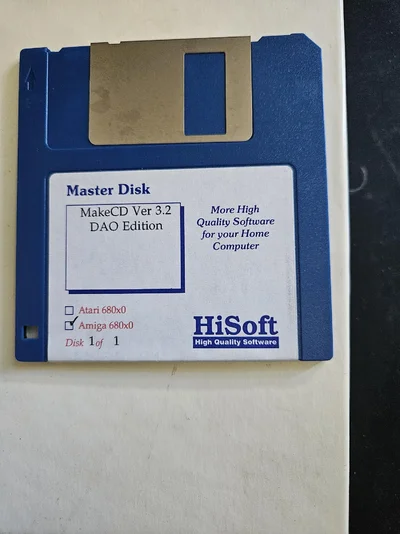 Master Disk
MakeCD Ver 3.2
DAO Edition
More High
Quality Software
for your Home
Computer
Atari 680x0
Amiga 680x0
Disk 1 of 1
HiSoft
High Quality Software